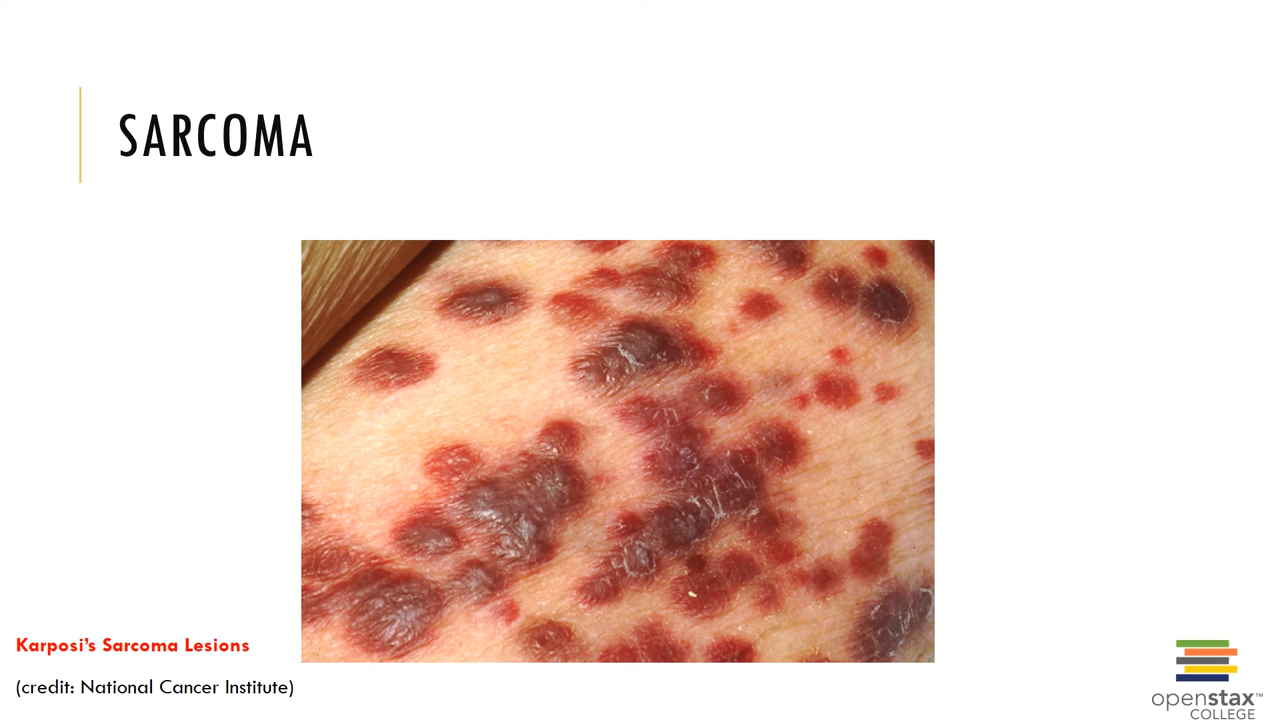 SARCOMA
Karposi's Sarcoma Lesions
(credit: National Cancer Institute)
openstax™
COLLEGE